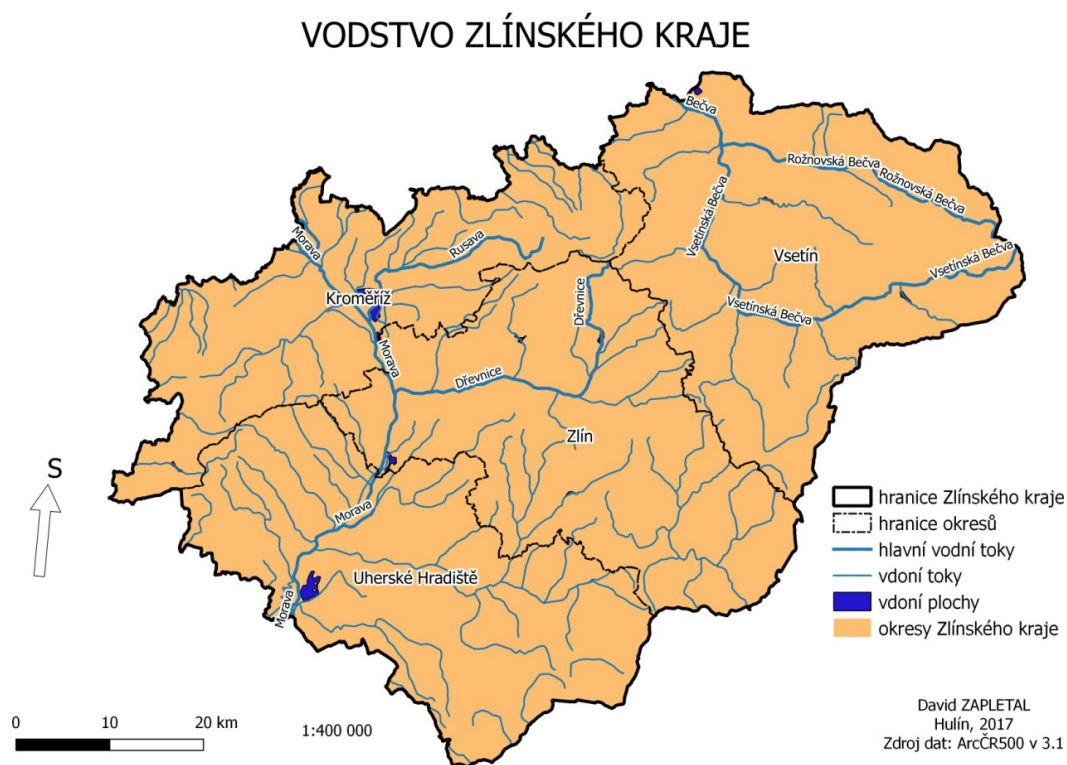 VODSTVO ZLÍNSKÉHO KRAJE
Bečva
Rožnovská Bečva
Rožnovská Bečva
Vsetínská Bečva
Vsetín
Vsetínská Bečva
Vsetínská Bečva
Morava
Rusava
Kroměříž
Dřevnice
Morava
Dřevnice
Zlín
S
Morava
Uherské Hradiště
Morava
hranice Zlínského kraje
hranice okresů
hlavní vodní toky
vdoní toky
vdoní plochy
okresy Zlínského kraje
0 10 20 km
1:400 000
David ZAPLETAL
Hulín, 2017
Zdroj dat: ArcČR500 v 3.1